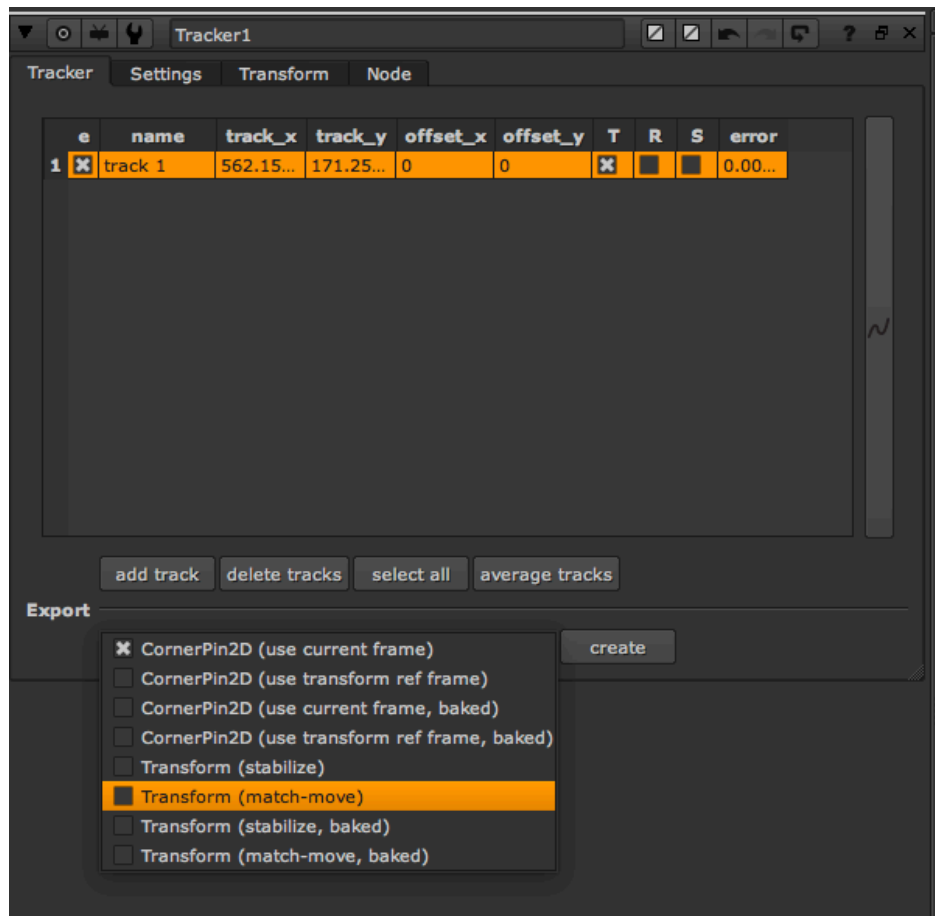 Tracker1 ?
Tracker Settings Transform Node
e name track_x track_y offset_x offset_y T R S error
1 track 1 562.15... 171.25... 0 0 0.00...
add track delete tracks select all average tracks
Export
CornerPin2D (use current frame) create
CornerPin2D (use transform ref frame)
CornerPin2D (use current frame, baked)
CornerPin2D (use transform ref frame, baked)
Transform (stabilize)
Transform (match-move)
Transform (stabilize, baked)
Transform (match-move, baked)